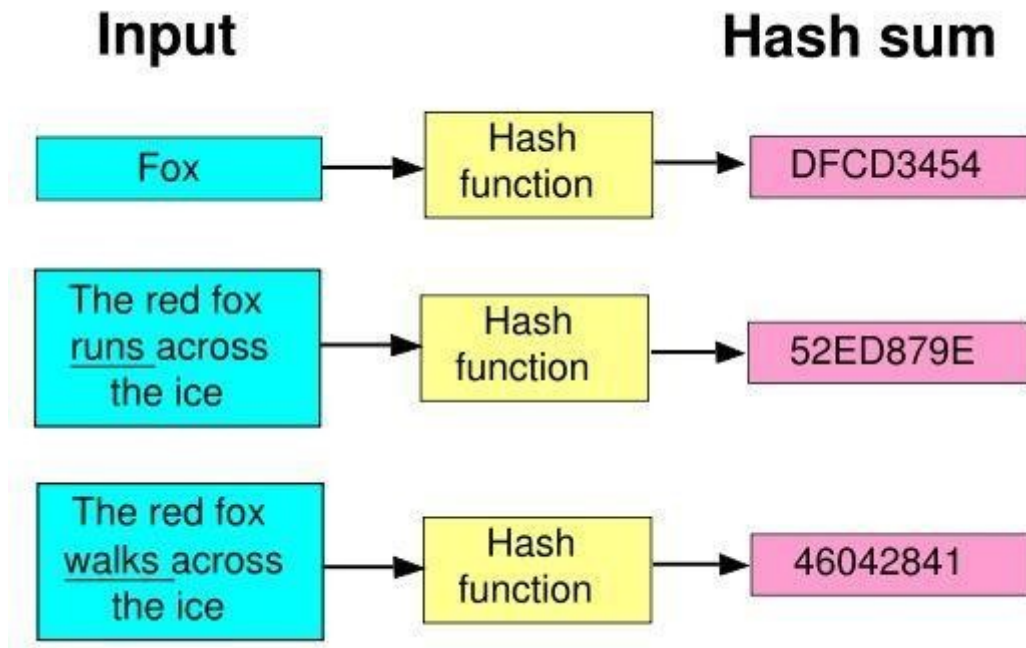 Input
Hash sum
Fox
Hash
function
DFCD3454
The red fox
runs across
the ice
Hash
function
52ED879E
The red fox
walks across
the ice
Hash
function
46042841